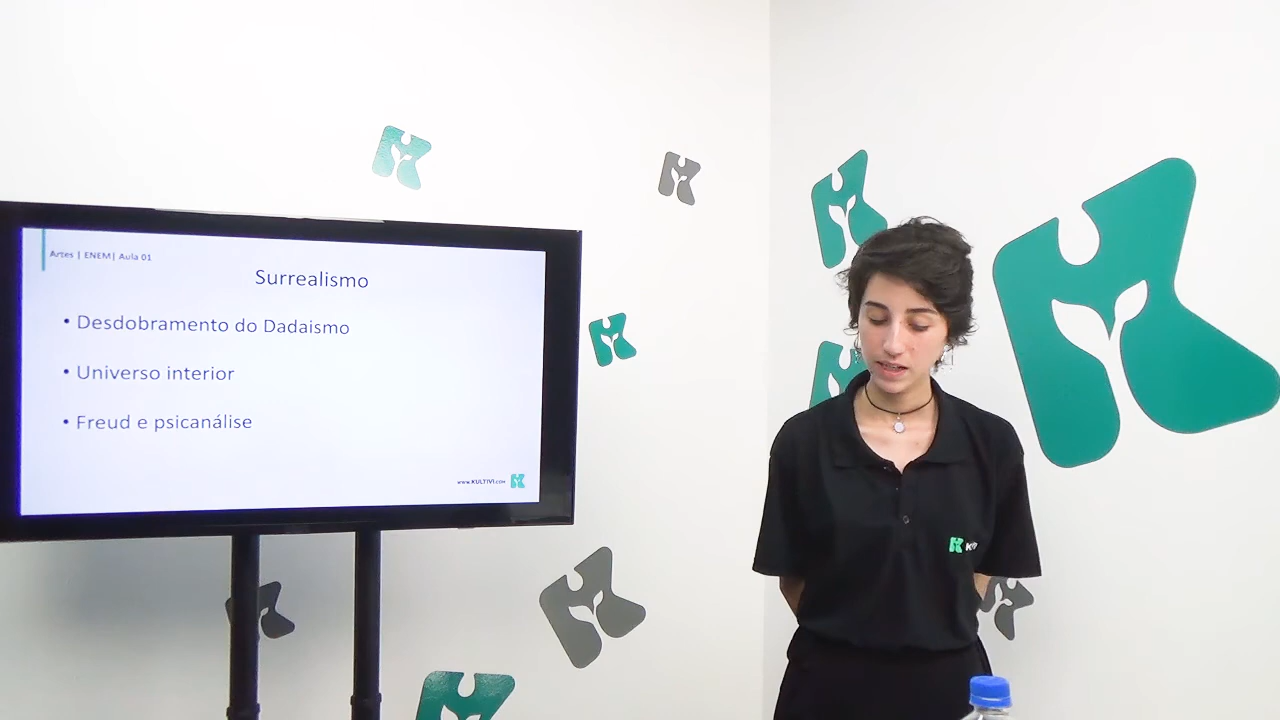 Artes | ENEM| Aula 01
Surrealismo
• Desdobramento do Dadaismo
• Universo interior
• Freud e psicanálise
www.KULTIVI.COM